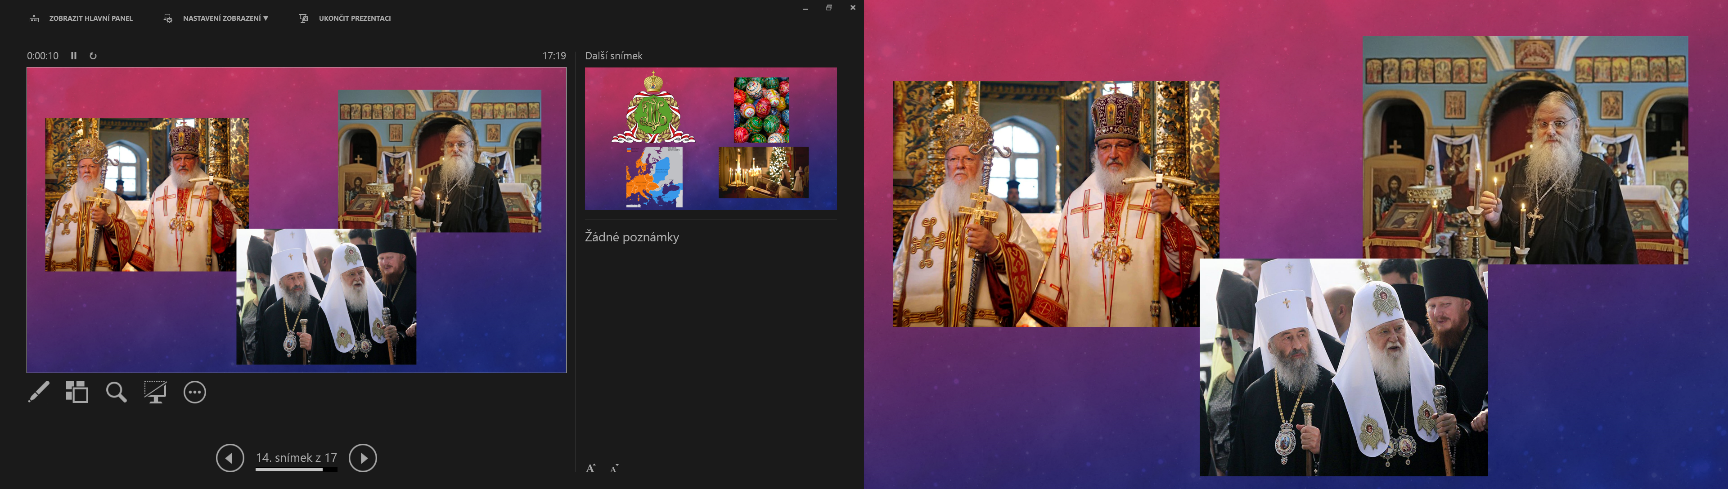 ZOBRAZIT HLAVNÍ PANEL
NASTAVENÍ ZOBRAZENÍ ▼
UKONČIT PREZENTACI
0:00:10
17:19
Další snímek
Žádné poznámky
14. snímek z 17
A A